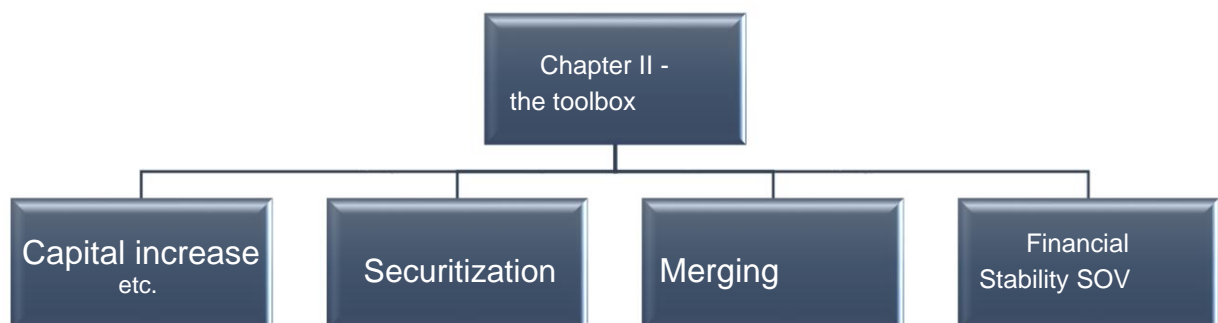 Chapter II -
the toolbox
Capital increase
etc.
Securitization
Merging
Financial
Stability SOV